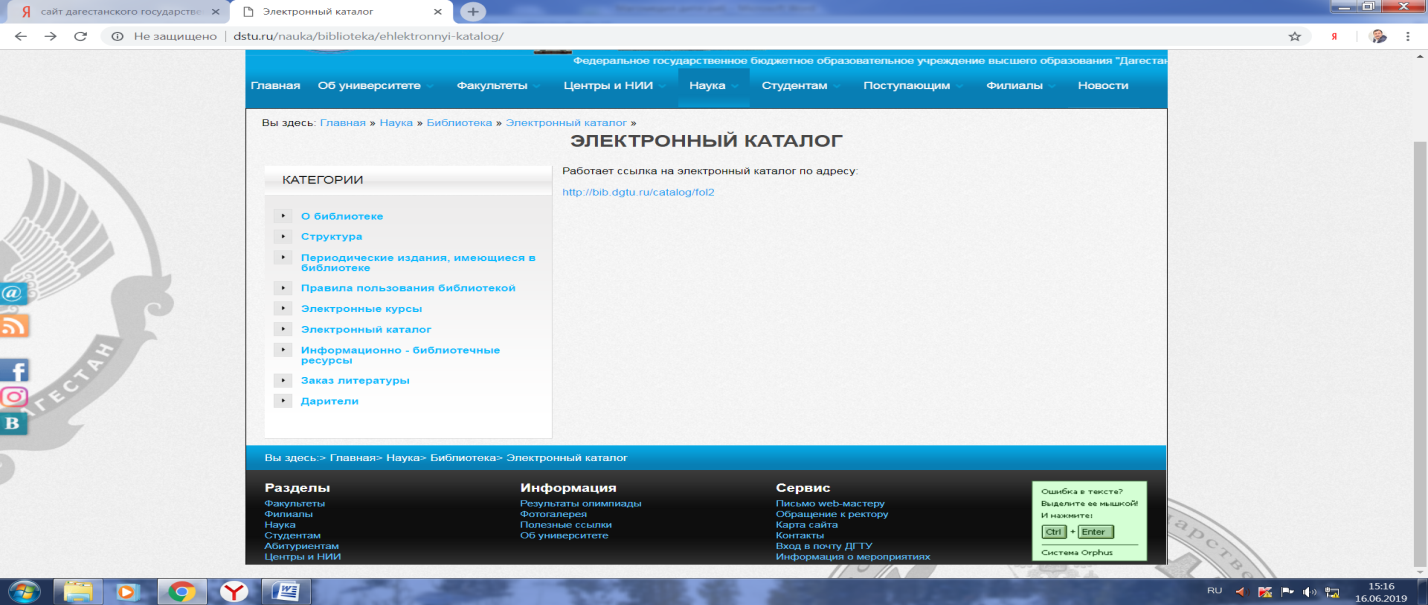 сайт дагестанского государстве
Электронный каталог
Не защищено | dstu.ru/nauka/biblioteka/ehlektronnyi-katalog/
Федеральное государственное бюджетное образовательное учреждение высшего образования "Дагестан
Главная Об университете Факультеты Центры и НИИ Наука Студентам Поступающим Филиалы Новости
Вы здесь: Главная » Наука » Библиотека » Электронный каталог »
ЭЛЕКТРОННЫЙ КАТАЛОГ
КАТЕГОРИИ
О библиотеке
Структура
Периодические издания, имеющиеся в
библиотеке
Правила пользования библиотекой
Электронные курсы
Электронный каталог
Информационно - библиотечные
ресурсы
Заказ литературы
Дарители
Работает ссылка на электронный каталог по адресу:
http://bib.dgtu.ru/catalog/fol2
Вы здесь:> Главная> Наука> Библиотека> Электронный каталог
Разделы
Факультеты
Филиалы
Наука
Студентам
Абитуриентам
Центры и НИИ
Информация
Результаты олимпиады
Фотогалерея
Полезные ссылки
Об университете
Сервис
Письмо web-мастеру
Обращение к ректору
Карта сайта
Контакты
Вход в почту ДГТУ
Информация о мероприятиях
Ошибка в тексте?
Выделите ее мышкой!
И нажмите:
Ctrl + Enter
Система Orphus
RU
15:16
16.06.2019